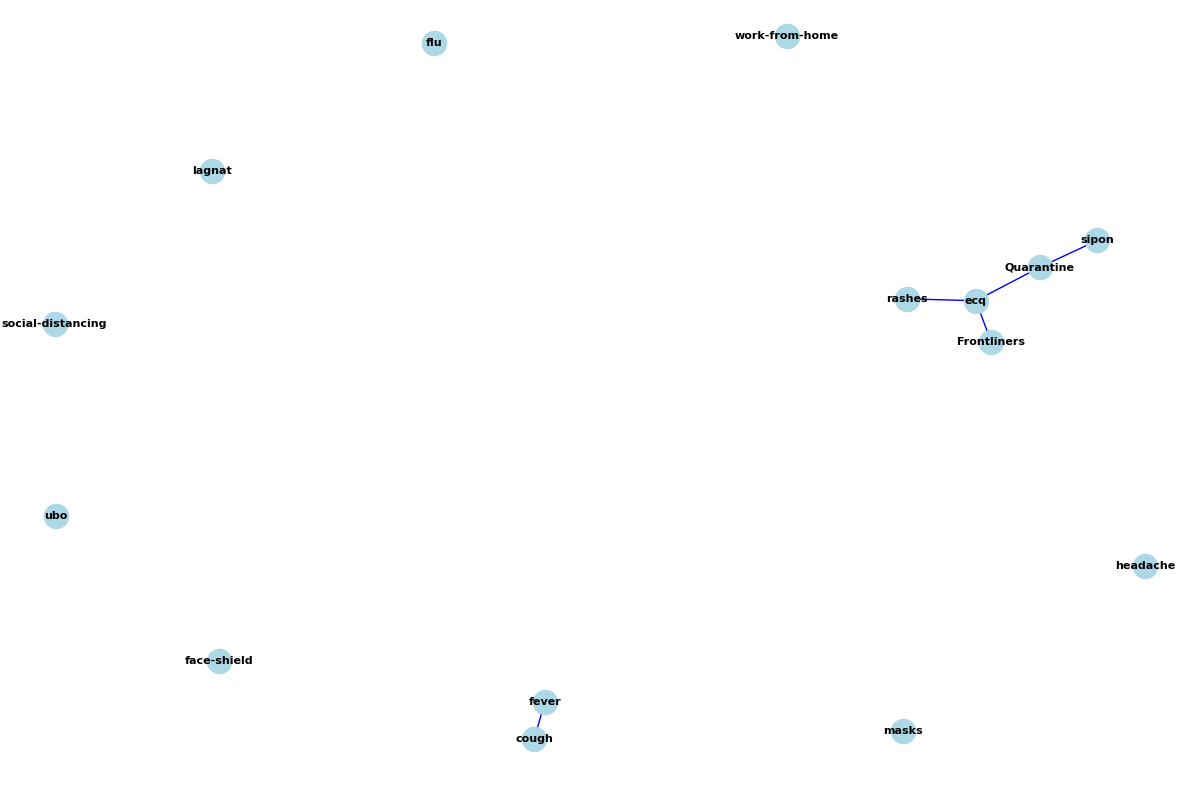 flu
work-from-home
lagnat
sipon
Quarantine
rashes
ecq
social-distancing
Frontliners
ubo
headache
face-shield
fever
masks
cough